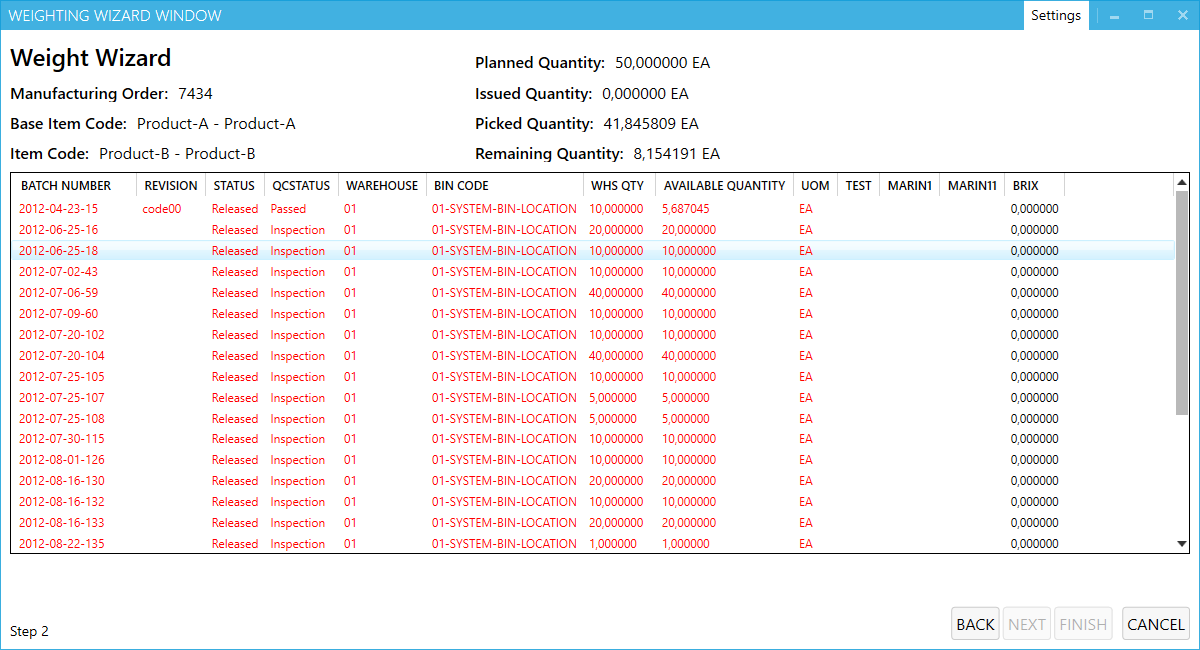 WEIGHTING WIZARD WINDOW Settings
Weight Wizard
Planned Quantity: 50,000000 EA
Manufacturing Order: 7434
Issued Quantity: 0,000000 EA
Base Item Code: Product-A - Product-A
Picked Quantity: 41,845809 EA
Item Code: Product-B - Product-B
Remaining Quantity: 8,154191 EA
BATCH NUMBER REVISION STATUS QCSTATUS WAREHOUSE BIN CODE WHS QTY AVAILABLE QUANTITY UOM TEST MARIN1 MARIN11 BRIX
2012-04-23-15 code00 Released Passed 01 01-SYSTEM-BIN-LOCATION 10,000000 5,687045 EA 0,000000
2012-06-25-16 Released Inspection 01 01-SYSTEM-BIN-LOCATION 20,000000 20,000000 EA 0,000000
2012-06-25-18 Released Inspection 01 01-SYSTEM-BIN-LOCATION 10,000000 10,000000 EA 0,000000
2012-07-02-43 Released Inspection 01 01-SYSTEM-BIN-LOCATION 10,000000 10,000000 EA 0,000000
2012-07-06-59 Released Inspection 01 01-SYSTEM-BIN-LOCATION 40,000000 40,000000 EA 0,000000
2012-07-09-60 Released Inspection 01 01-SYSTEM-BIN-LOCATION 10,000000 10,000000 EA 0,000000
2012-07-20-102 Released Inspection 01 01-SYSTEM-BIN-LOCATION 10,000000 10,000000 EA 0,000000
2012-07-20-104 Released Inspection 01 01-SYSTEM-BIN-LOCATION 40,000000 40,000000 EA 0,000000
2012-07-25-105 Released Inspection 01 01-SYSTEM-BIN-LOCATION 10,000000 10,000000 EA 0,000000
2012-07-25-107 Released Inspection 01 01-SYSTEM-BIN-LOCATION 5,000000 5,000000 EA 0,000000
2012-07-25-108 Released Inspection 01 01-SYSTEM-BIN-LOCATION 5,000000 5,000000 EA 0,000000
2012-07-30-115 Released Inspection 01 01-SYSTEM-BIN-LOCATION 10,000000 10,000000 EA 0,000000
2012-08-01-126 Released Inspection 01 01-SYSTEM-BIN-LOCATION 10,000000 10,000000 EA 0,000000
2012-08-16-130 Released Inspection 01 01-SYSTEM-BIN-LOCATION 20,000000 20,000000 EA 0,000000
2012-08-16-132 Released Inspection 01 01-SYSTEM-BIN-LOCATION 10,000000 10,000000 EA 0,000000
2012-08-16-133 Released Inspection 01 01-SYSTEM-BIN-LOCATION 20,000000 20,000000 EA 0,000000
2012-08-22-135 Released Inspection 01 01-SYSTEM-BIN-LOCATION 1,000000 1,000000 EA 0,000000
Step 2 BACK NEXT FINISH CANCEL